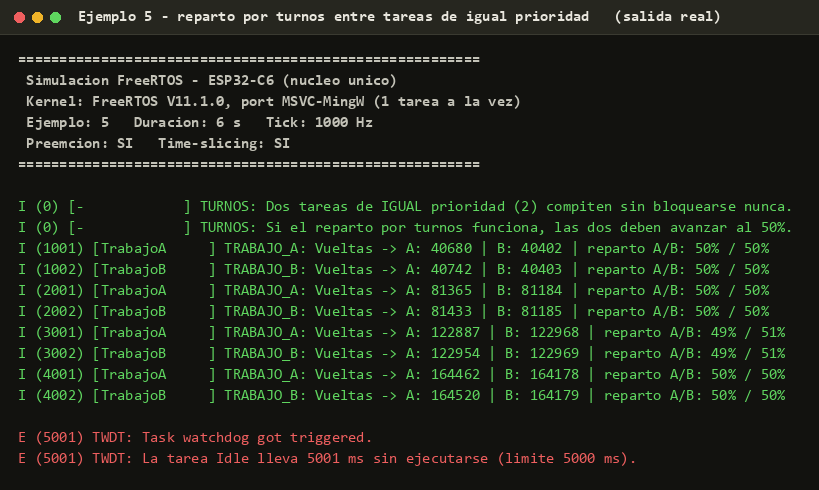 Ejemplo 5 - reparto por turnos entre tareas de igual prioridad (salida real)
========================================================
Simulacion FreeRTOS - ESP32-C6 (nucleo unico)
Kernel: FreeRTOS V11.1.0, port MSVC-MingW (1 tarea a la vez)
Ejemplo: 5   Duracion: 6 s   Tick: 1000 Hz
Preemcion: SI   Time-slicing: SI
========================================================
I (0) [-            ] TURNOS: Dos tareas de IGUAL prioridad (2) compiten sin bloquearse nunca.
I (0) [-            ] TURNOS: Si el reparto por turnos funciona, las dos deben avanzar al 50%.
I (1001) [TrabajoA     ] TRABAJO_A: Vueltas -> A: 40680 | B: 40402 | reparto A/B: 50% / 50%
I (1002) [TrabajoB     ] TRABAJO_B: Vueltas -> A: 40742 | B: 40403 | reparto A/B: 50% / 50%
I (2001) [TrabajoA     ] TRABAJO_A: Vueltas -> A: 81365 | B: 81184 | reparto A/B: 50% / 50%
I (2002) [TrabajoB     ] TRABAJO_B: Vueltas -> A: 81433 | B: 81185 | reparto A/B: 50% / 50%
I (3001) [TrabajoA     ] TRABAJO_A: Vueltas -> A: 122887 | B: 122968 | reparto A/B: 49% / 51%
I (3002) [TrabajoB     ] TRABAJO_B: Vueltas -> A: 122954 | B: 122969 | reparto A/B: 49% / 51%
I (4001) [TrabajoA     ] TRABAJO_A: Vueltas -> A: 164462 | B: 164178 | reparto A/B: 50% / 50%
I (4002) [TrabajoB     ] TRABAJO_B: Vueltas -> A: 164520 | B: 164179 | reparto A/B: 50% / 50%
E (5001) TWDT: Task watchdog got triggered.
E (5001) TWDT: La tarea Idle lleva 5001 ms sin ejecutarse (limite 5000 ms).